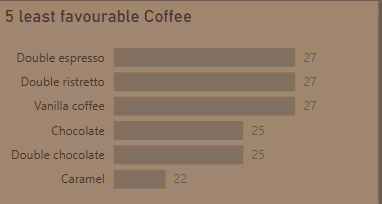 5 least favourable Coffee
Double espresso 27
Double ristretto 27
Vanilla coffee 27
Chocolate 25
Double chocolate 25
Caramel 22